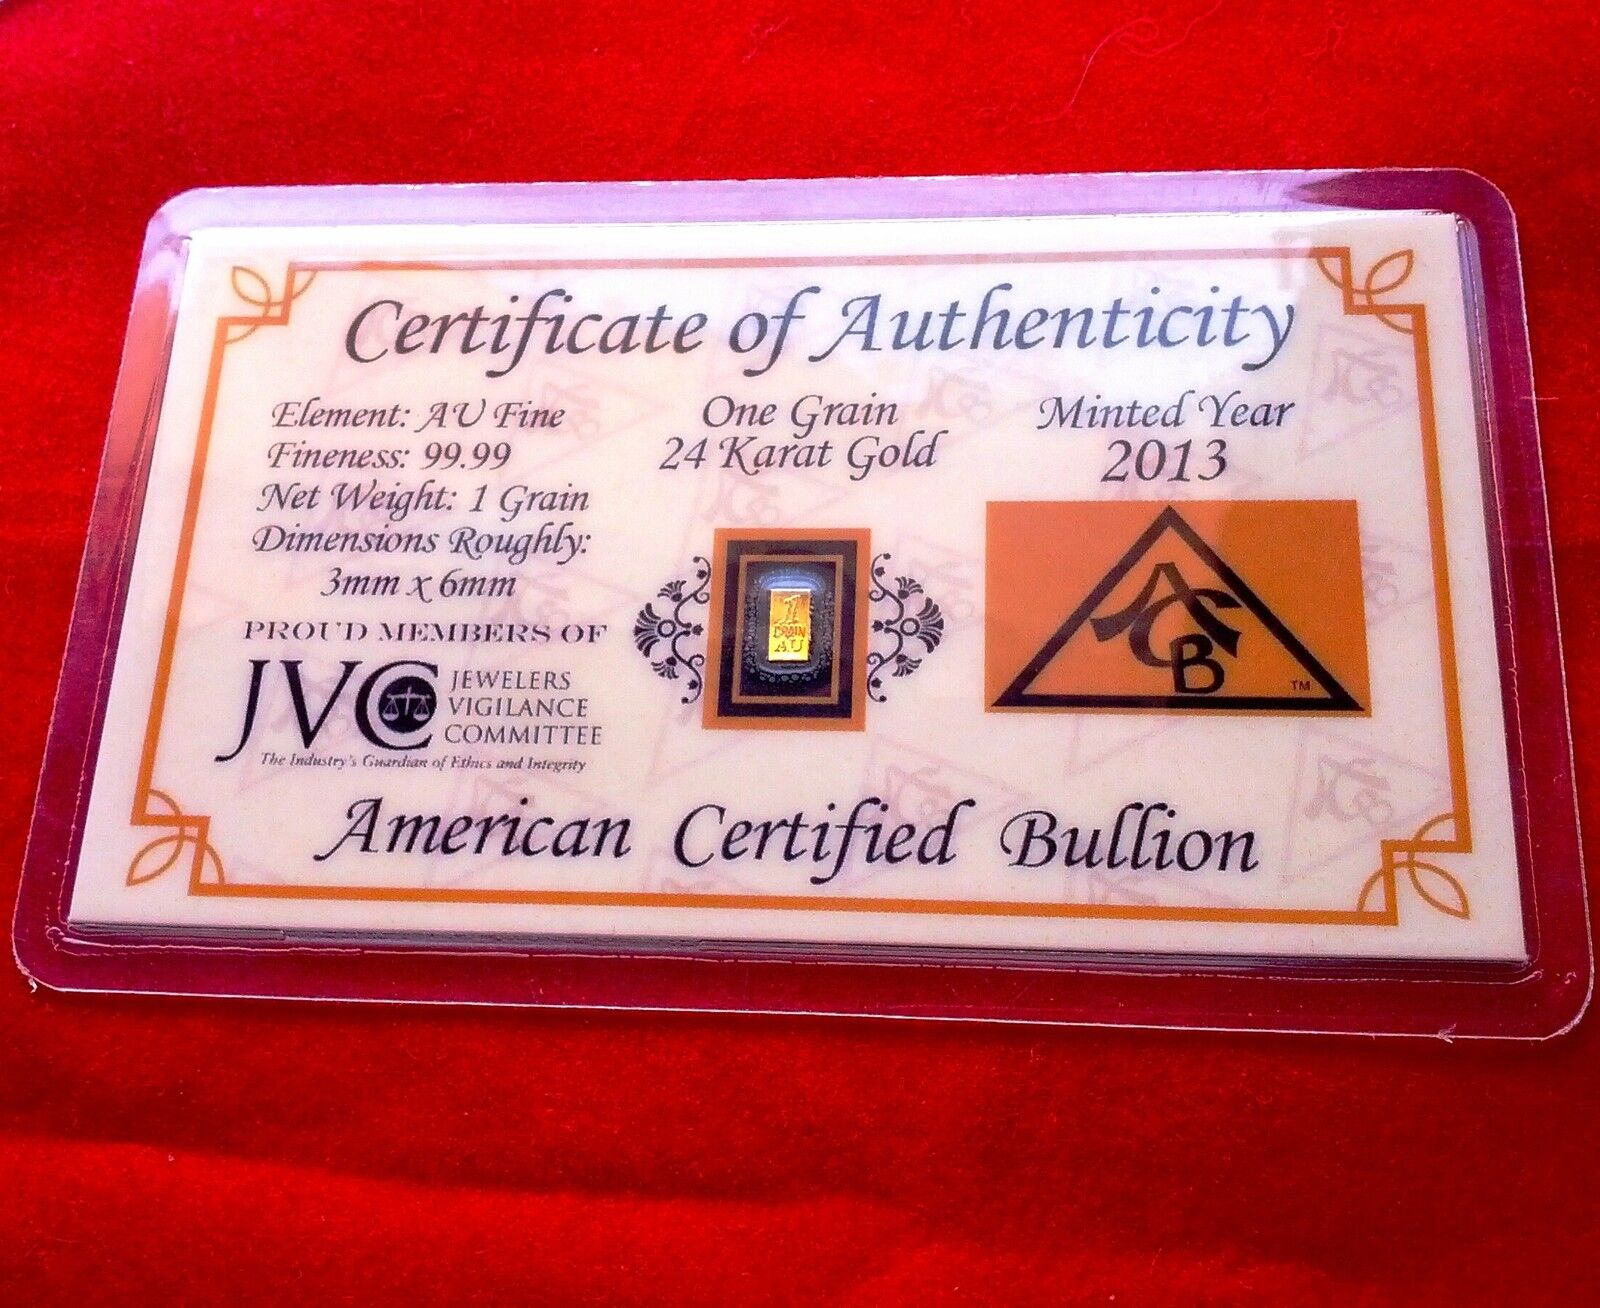 Certificate of Authenticity
Element: AU Fine
Fineness: 99.99
Net Weight: 1 Grain
Dimensions Roughly:
3mm x 6mm
PROUD MEMBERS OF
JVC JEWELERS
VIGILANCE
COMMITTEE
The Industry's Guardian of Ethics and Integrity
One Grain
24 Karat Gold
1
GRAIN
AU
Minted Year
2013
ACB
TM
American Certified Bullion